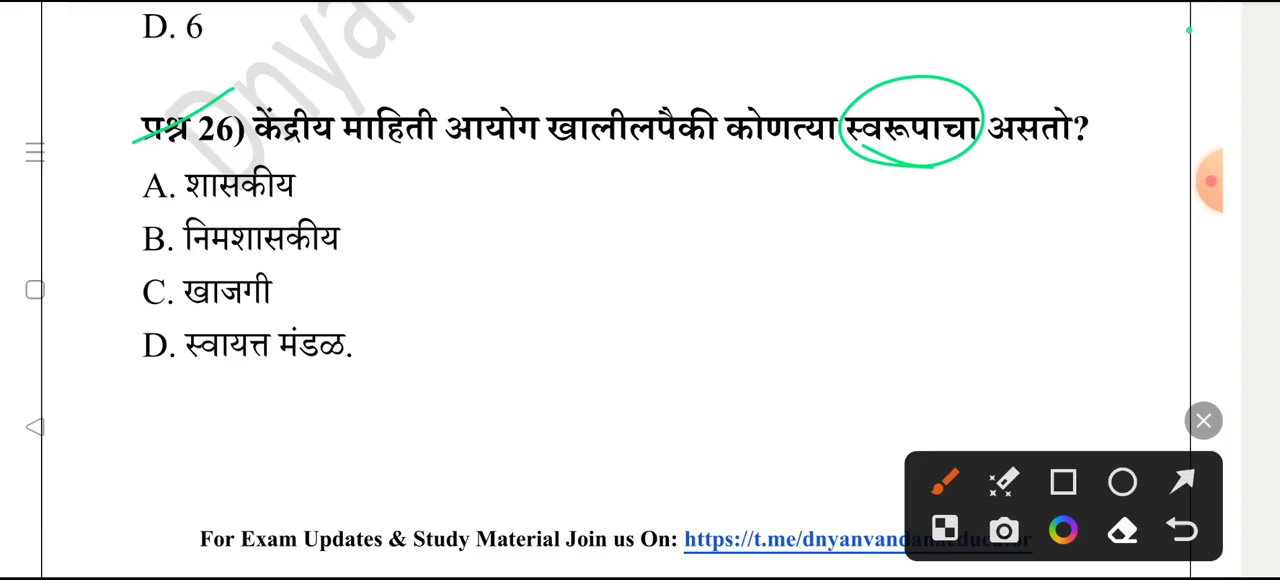 D. 6
प्रश्न 26) केंद्रीय माहिती आयोग खालीलपैकी कोणत्या स्वरूपाचा असतो?
A. शासकीय
B. निमशासकीय
C. खाजगी
D. स्वायत्त मंडळ.
For Exam Updates & Study Material Join us On: https://t.me/dnyanvandanaeducator